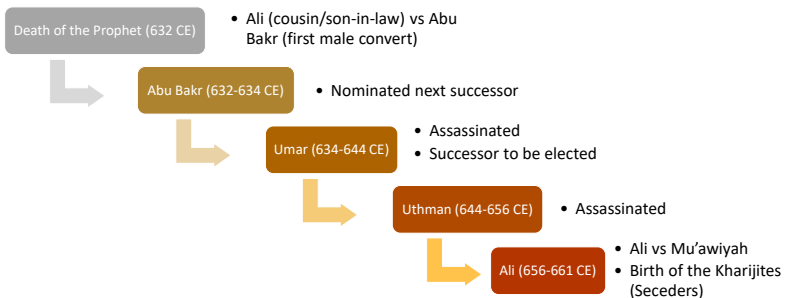 Death of the Prophet (632 CE)
• Ali (cousin/son-in-law) vs Abu
Bakr (first male convert)
Abu Bakr (632-634 CE)
• Nominated next successor
Umar (634-644 CE)
• Assassinated
• Successor to be elected
Uthman (644-656 CE)
• Assassinated
Ali (656-661 CE)
• Ali vs Mu’awiyah
• Birth of the Kharijites
(Seceders)